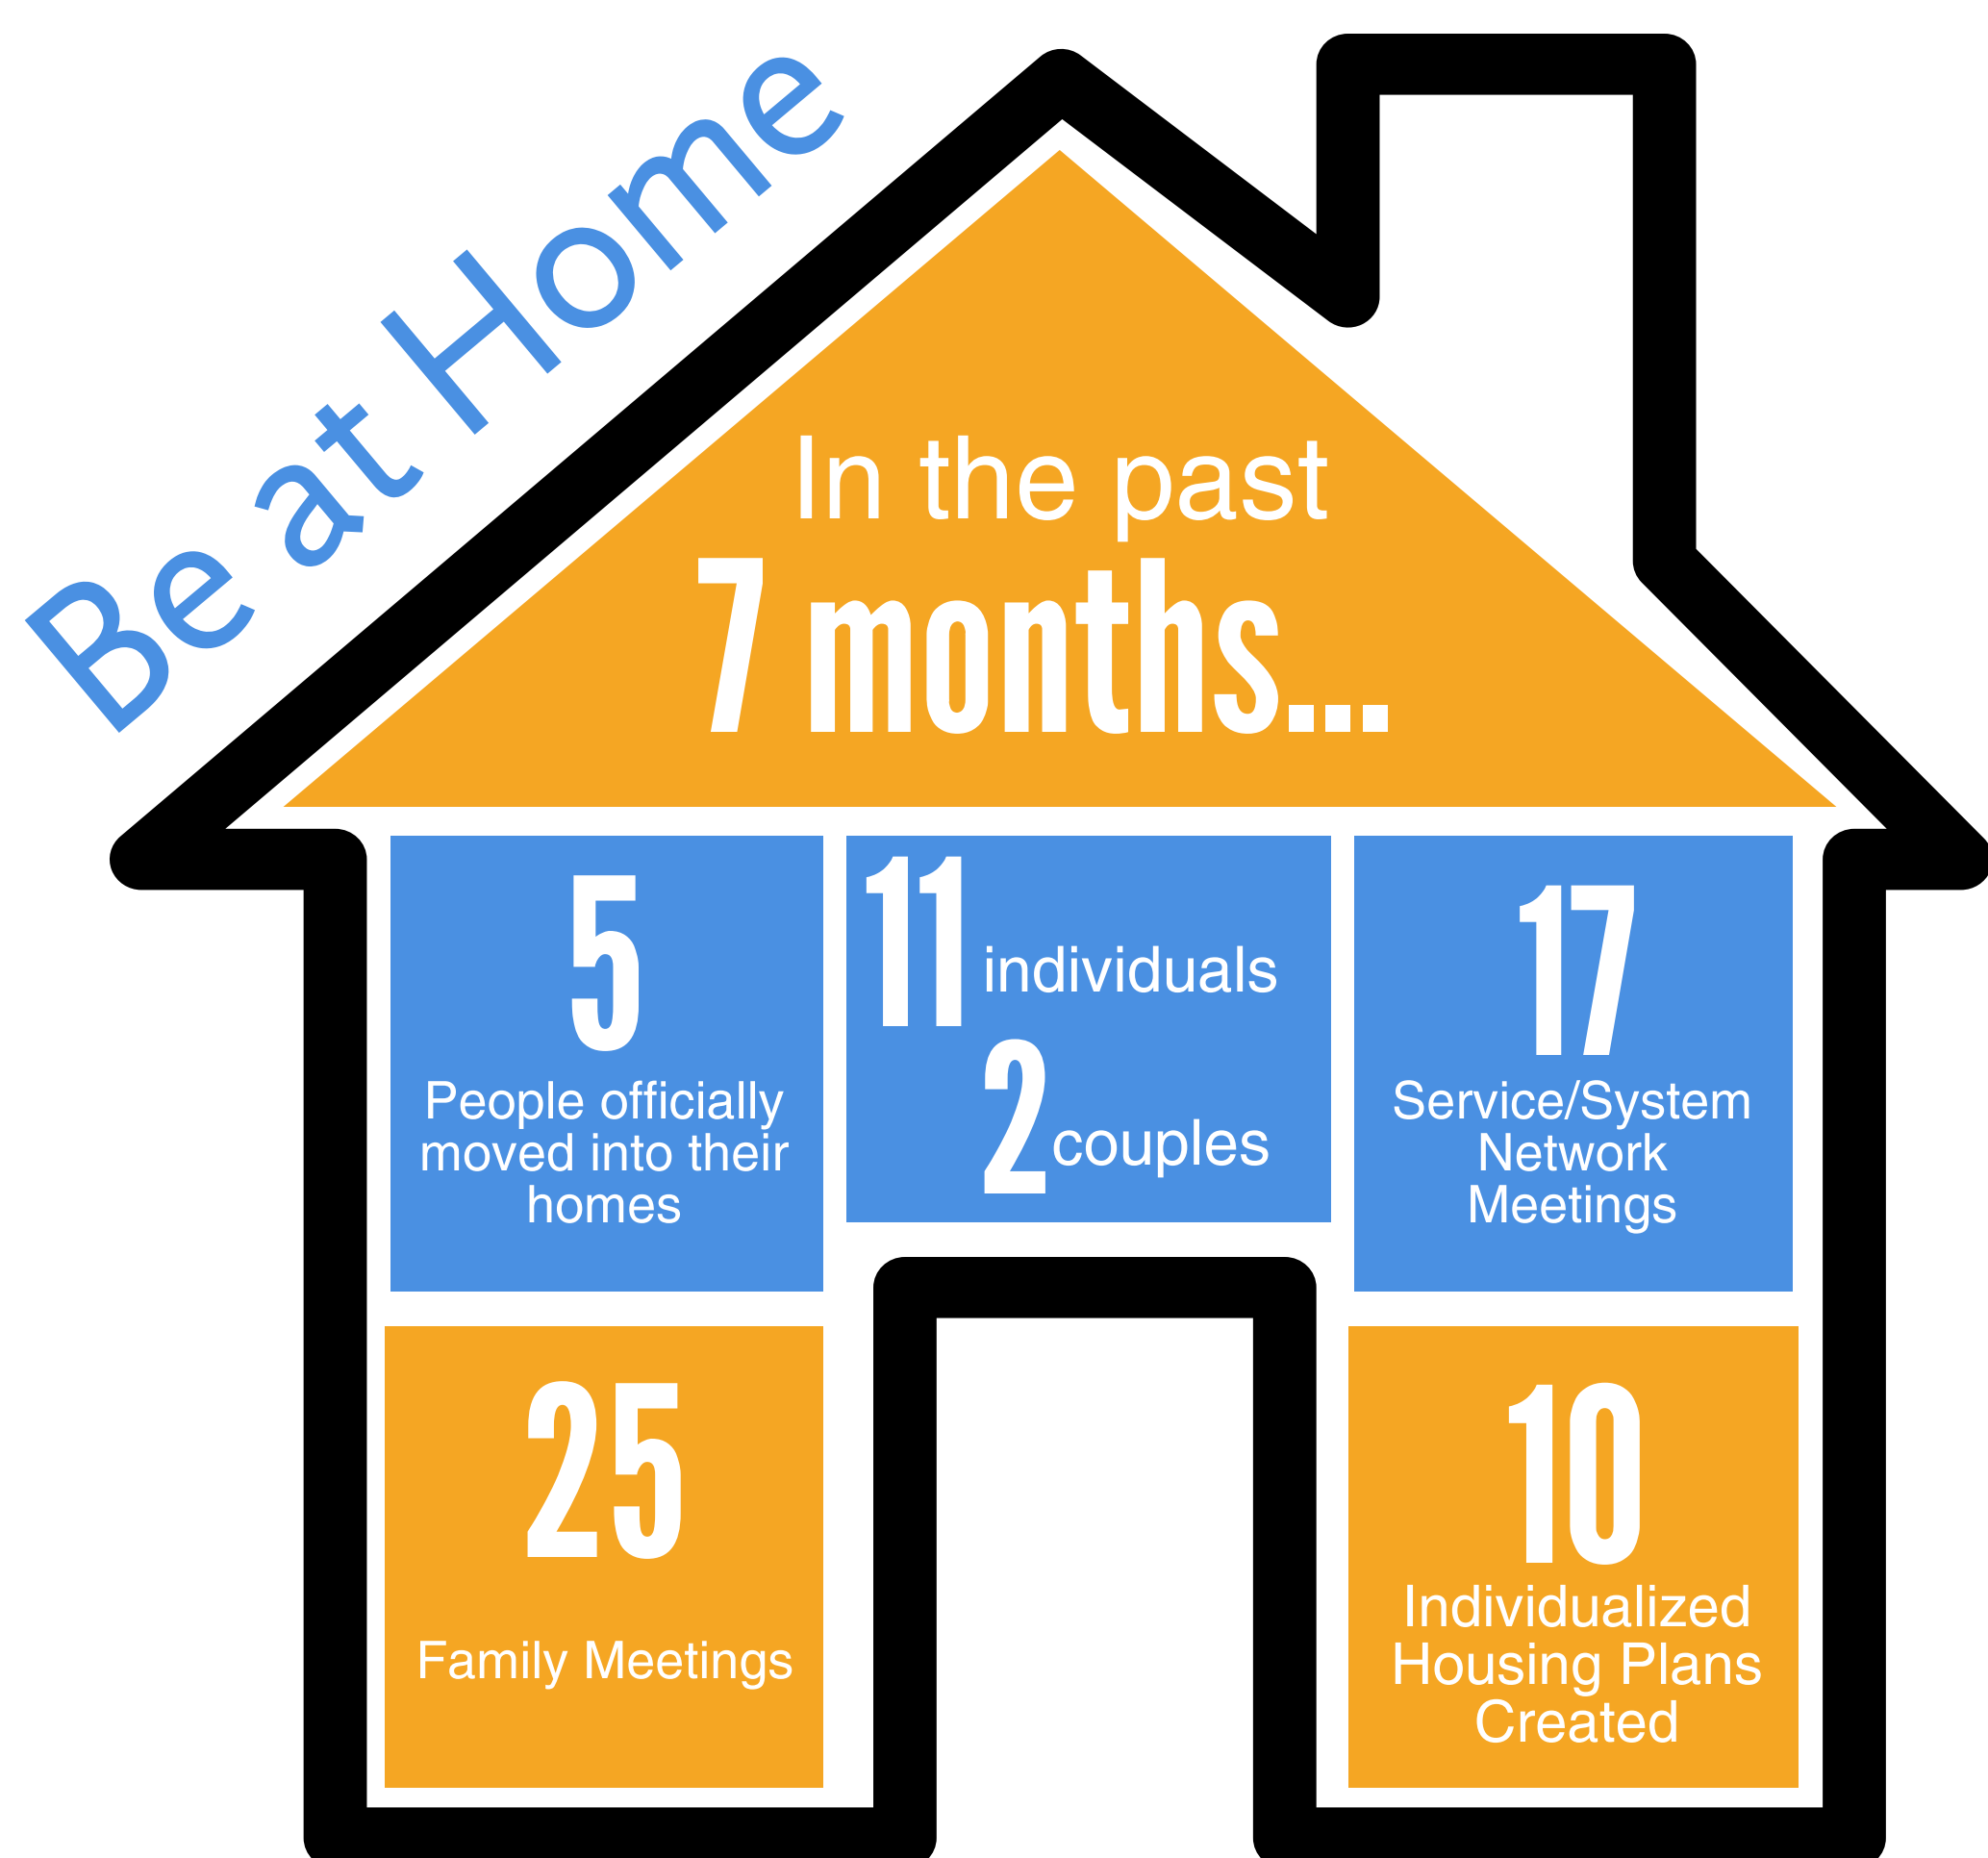 Be at Home
In the past
7 months...
5
People officially
moved into their
homes
11 individuals
2 couples
17
Service/System
Network
Meetings
25
Family Meetings
10
Individualized
Housing Plans
Created